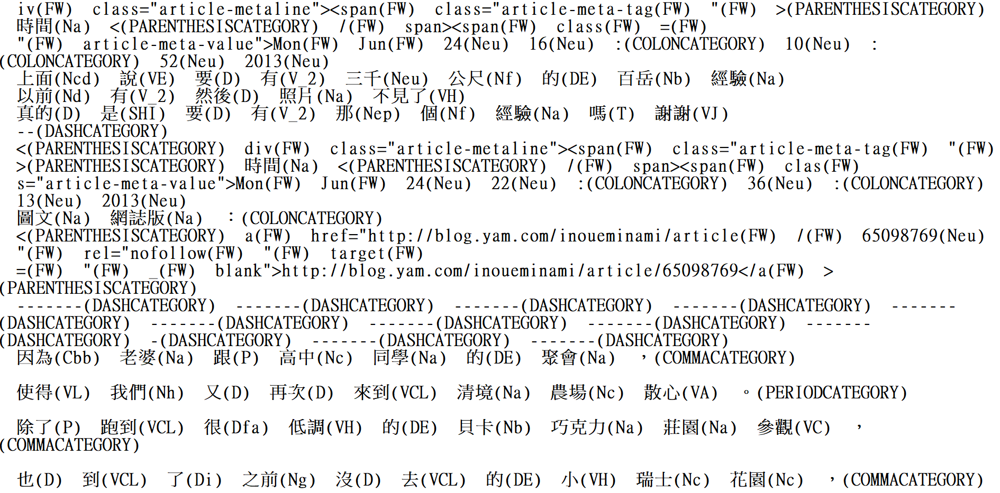 iv(FW) class="article-metaline"><span(FW) class="article-meta-tag(FW) "(FW) >(PARENTHESISCATEGORY)
時間(Na) <(PARENTHESISCATEGORY) /(FW) span><span(FW) class(FW) =(FW)
"(FW) article-meta-value">Mon(FW) Jun(FW) 24(Neu) 16(Neu) :(COLONCATEGORY) 10(Neu) :
(COLONCATEGORY) 52(Neu) 2013(Neu)
上面(Ncd) 說(VE) 要(D) 有(V_2) 三千(Neu) 公尺(Nf) 的(DE) 百岳(Nb) 經驗(Na)
以前(Nd) 有(V_2) 然後(D) 照片(Na) 不見了(VH)
真的(D) 是(SHI) 要(D) 有(V_2) 那(Nep) 個(Nf) 經驗(Na) 嗎(T) 謝謝(VJ)
--(DASHCATEGORY)
<(PARENTHESISCATEGORY) div(FW) class="article-metaline"><span(FW) class="article-meta-tag(FW) "(FW)
>(PARENTHESISCATEGORY) 時間(Na) <(PARENTHESISCATEGORY) /(FW) span><span(FW) clas(FW)
s="article-meta-value">Mon(FW) Jun(FW) 24(Neu) 22(Neu) :(COLONCATEGORY) 36(Neu) :(COLONCATEGORY)
13(Neu) 2013(Neu)
圖文(Na) 網誌版(Na) ：(COLONCATEGORY)
<(PARENTHESISCATEGORY) a(FW) href="http://blog.yam.com/inoueminami/article(FW) /(FW) 65098769(Neu)
"(FW) rel="nofollow(FW) "(FW) target(FW)
=(FW) "(FW) _(FW) blank">http://blog.yam.com/inoueminami/article/65098769</a(FW) >
(PARENTHESISCATEGORY)
-------(DASHCATEGORY) -------(DASHCATEGORY) -------(DASHCATEGORY) -------(DASHCATEGORY) -------
(DASHCATEGORY) -------(DASHCATEGORY) -------(DASHCATEGORY) -------(DASHCATEGORY) -------
(DASHCATEGORY) -(DASHCATEGORY) -------(DASHCATEGORY) -------(DASHCATEGORY)
因為(Cbb) 老婆(Na) 跟(P) 高中(Nc) 同學(Na) 的(DE) 聚會(Na) ，(COMMACATEGORY)
使得(VL) 我們(Nh) 又(D) 再次(D) 來到(VCL) 清境(Na) 農場(Nc) 散心(VA) 。(PERIODCATEGORY)
除了(P) 跑到(VCL) 很(Dfa) 低調(VH) 的(DE) 貝卡(Nb) 巧克力(Na) 莊園(Na) 參觀(VC) ，
(COMMACATEGORY)
也(D) 到(VCL) 了(Di) 之前(Ng) 沒(D) 去(VCL) 的(DE) 小(VH) 瑞士(Nc) 花園(Nc) ，(COMMACATEGORY)